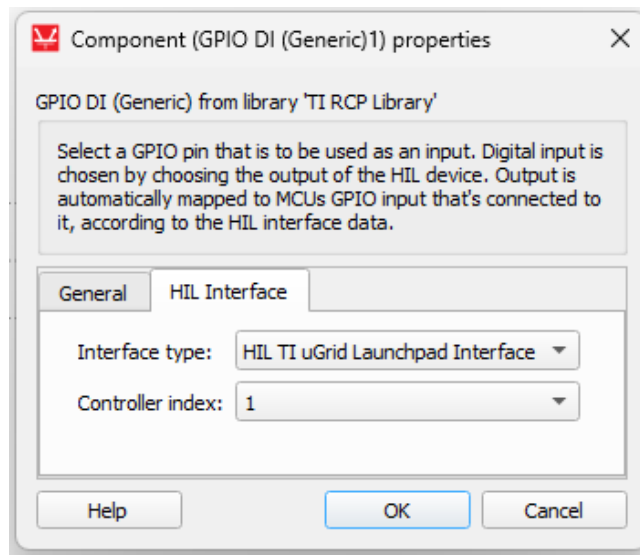 Component (GPIO DI (Generic)1) properties
GPIO DI (Generic) from library 'TI RCP Library'
Select a GPIO pin that is to be used as an input. Digital input is
chosen by choosing the output of the HIL device. Output is
automatically mapped to MCUs GPIO input that's connected to
it, according to the HIL interface data.
General HIL Interface
Interface type: HIL TI uGrid Launchpad Interface
Controller index: 1
Help OK Cancel